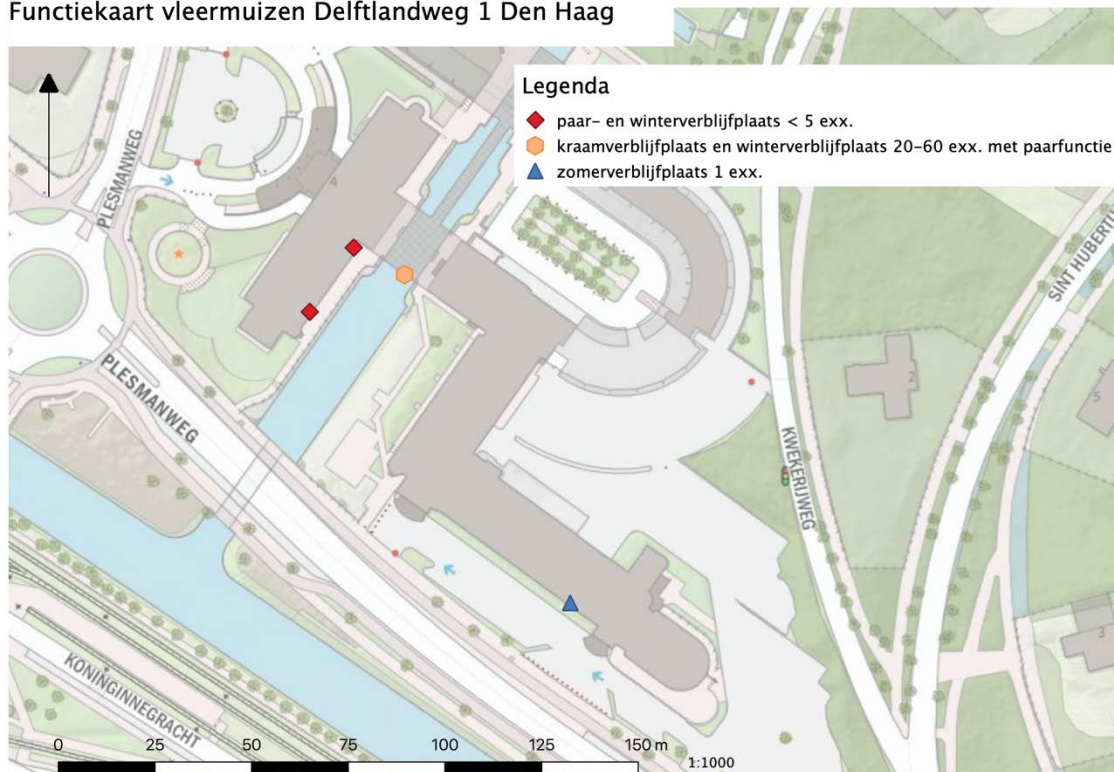 Functiekaart vleermuizen Delftlandweg 1 Den Haag
Legenda
paar- en winterverblijfplaats < 5 exx.
kraamverblijfplaats en winterverblijfplaats 20-60 exx. met paarfunctie
zomerverblijfplaats 1 exx.
PLESMANWEG
4
SINT HUBERT
PLESMANWEG
2
5
KWEKERIJWEG
3
KONINGINNEGRACHT
0 25 50 75 100 125 150 m
1:1000